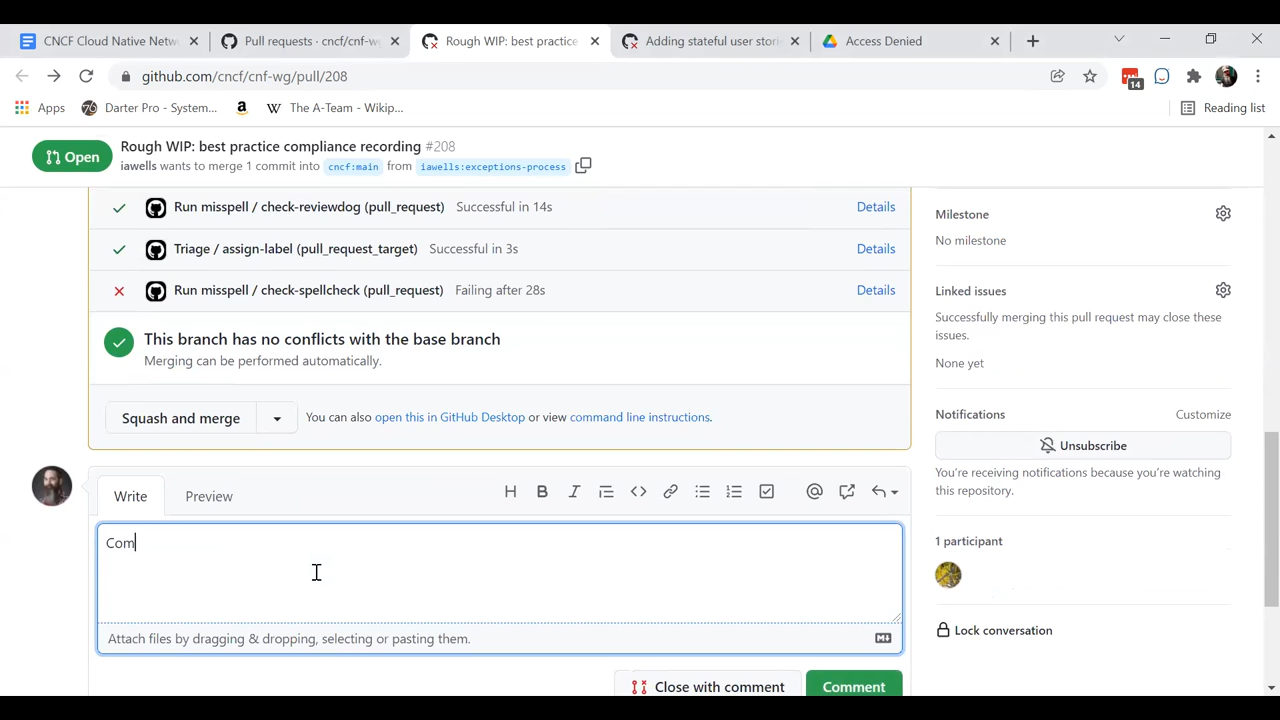 CNCF Cloud Native Netw
Pull requests · cncf/cnf-wg
Rough WIP: best practice
Adding stateful user stori
Access Denied
github.com/cncf/cnf-wg/pull/208
14
Apps
Darter Pro - System...
The A-Team - Wikip...
Reading list
Open
Rough WIP: best practice compliance recording #208
iawells wants to merge 1 commit into cncf:main from iawells:exceptions-process
Run misspell / check-reviewdog (pull_request) Successful in 14s
Details
Triage / assign-label (pull_request_target) Successful in 3s
Details
Run misspell / check-spellcheck (pull_request) Failing after 28s
Details
This branch has no conflicts with the base branch
Merging can be performed automatically.
Squash and merge
You can also open this in GitHub Desktop or view command line instructions.
Write
Preview
Com
Attach files by dragging & dropping, selecting or pasting them.
Close with comment
Comment
Milestone
No milestone
Linked issues
Successfully merging this pull request may close these
issues.
None yet
Notifications
Customize
Unsubscribe
You're receiving notifications because you're watching
this repository.
1 participant
Lock conversation